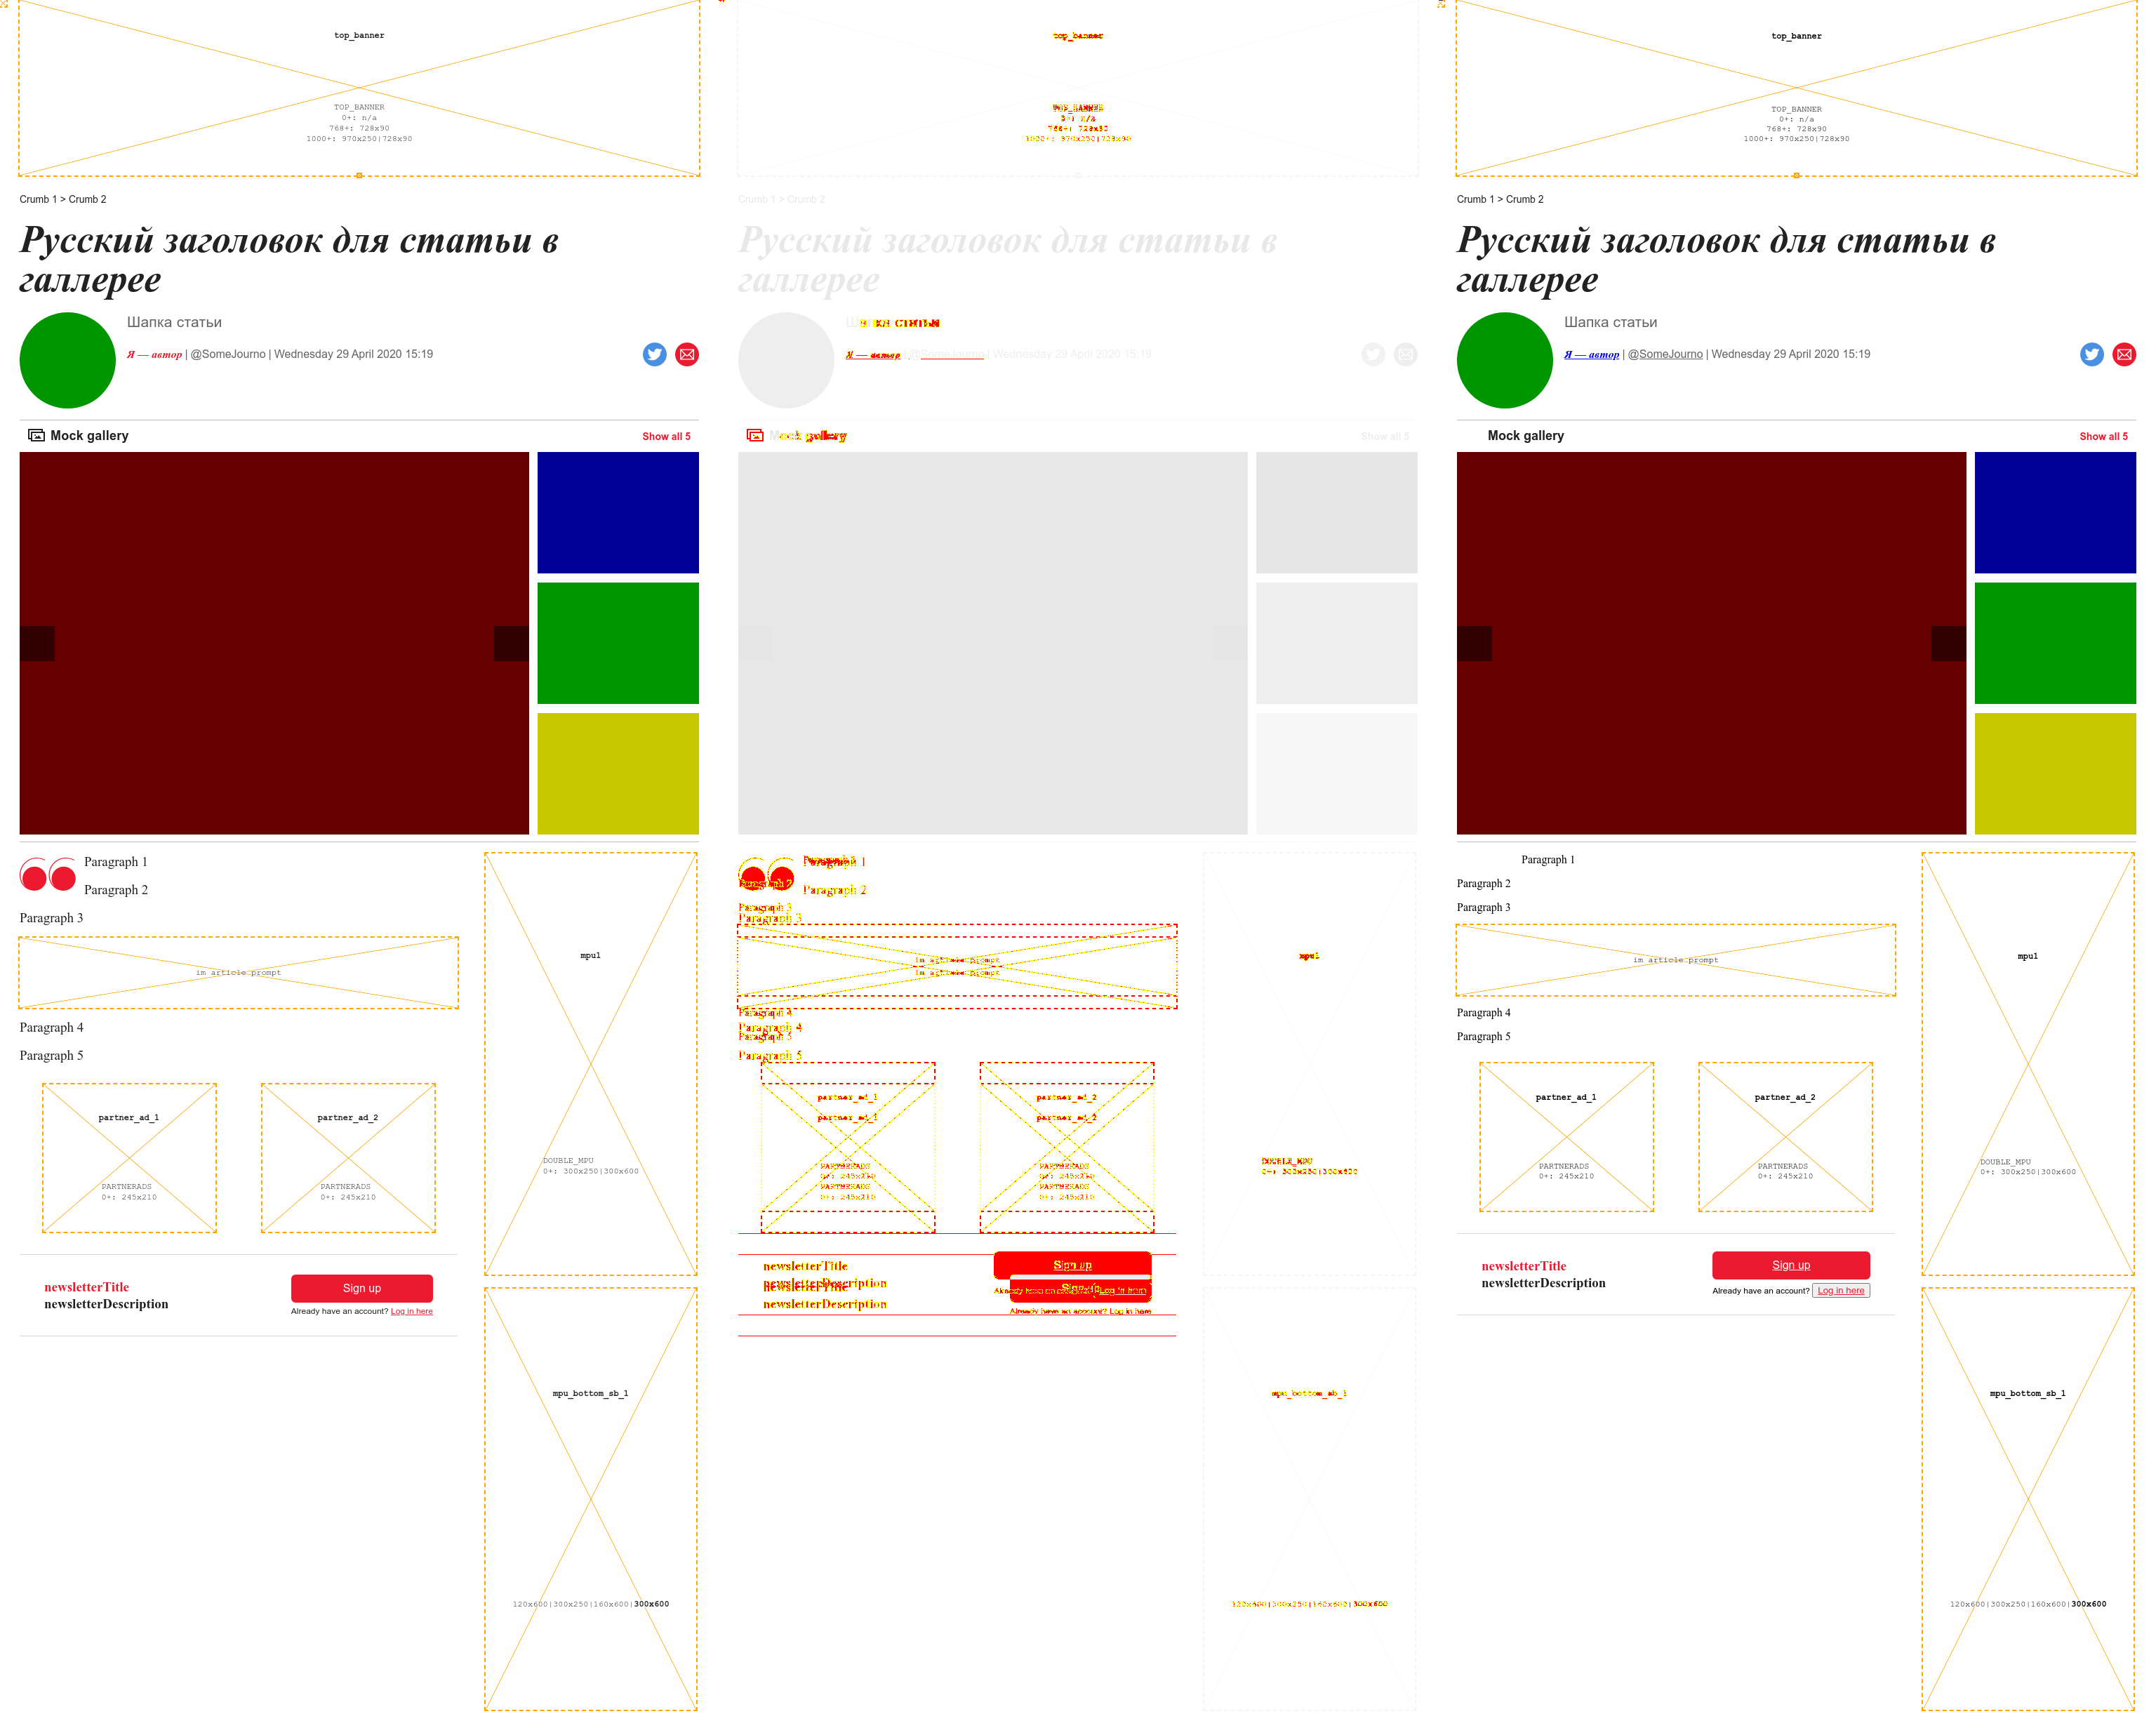 top_banner
TOP_BANNER
0+: n/a
768+: 728x90
1000+: 970x250|728x90
Crumb 1 > Crumb 2
Русский заголовок для статьи в
галлерее
Шапка статьи
Я — автор | @SomeJourno | Wednesday 29 April 2020 15:19
Mock gallery
Show all 5
Paragraph 1
Paragraph 2
Paragraph 3
im article prompt
Paragraph 4
Paragraph 5
partner_ad_1
PARTNERADS
0+: 245x210
partner_ad_2
PARTNERADS
0+: 245x210
newsletterTitle
newsletterDescription
Sign up
Already have an account? Log in here
mpu1
DOUBLE_MPU
0+: 300x250|300x600
mpu_bottom_sb_1
120x600|300x250|160x600|300x600
top_banner
TOP_BANNER
0+: n/a
768+: 728x90
1000+: 970x250|728x90
Crumb 1 > Crumb 2
Русский заголовок для статьи в
галлерее
Шапка статьи
Я — автор | @SomeJourno | Wednesday 29 April 2020 15:19
Mock gallery
Show all 5
Paragraph 1
Paragraph 2
Paragraph 3
Paragraph 3
im article prompt
im article prompt
Paragraph 4
Paragraph 4
Paragraph 5
Paragraph 5
partner_ad_1
partner_ad_1
PARTNERADS
0+: 245x210
PARTNERADS
0+: 245x210
partner_ad_2
partner_ad_2
PARTNERADS
0+: 245x210
PARTNERADS
0+: 245x210
newsletterTitle
newsletterDescription
newsletterDescription
Sign up
Sign up
Already have an account? Log in here
mpu1
DOUBLE_MPU
0+: 300x250|300x600
mpu_bottom_sb_1
120x600|300x250|160x600|300x600
top_banner
TOP_BANNER
0+: n/a
768+: 728x90
1000+: 970x250|728x90
Crumb 1 > Crumb 2
Русский заголовок для статьи в
галлерее
Шапка статьи
Я — автор | @SomeJourno | Wednesday 29 April 2020 15:19
Mock gallery
Show all 5
Paragraph 1
Paragraph 2
Paragraph 3
im article prompt
Paragraph 4
Paragraph 5
partner_ad_1
PARTNERADS
0+: 245x210
partner_ad_2
PARTNERADS
0+: 245x210
newsletterTitle
newsletterDescription
Sign up
Already have an account? Log in here
mpu1
DOUBLE_MPU
0+: 300x250|300x600
mpu_bottom_sb_1
120x600|300x250|160x600|300x600